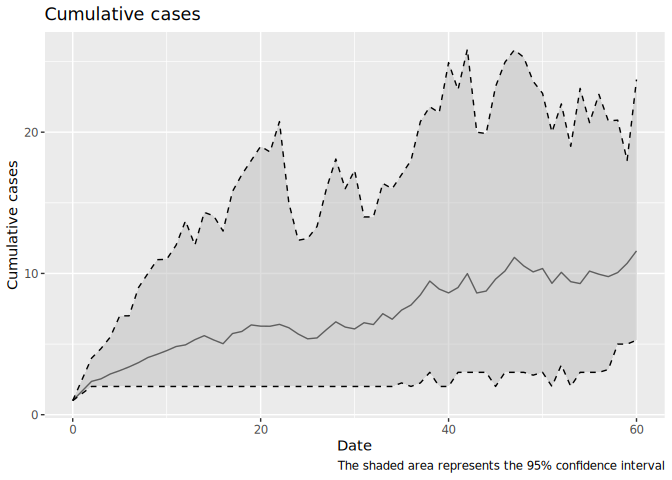 Cumulative cases
Cumulative cases
20
10
0
0
20
40
60
Date
The shaded area represents the 95% confidence interval